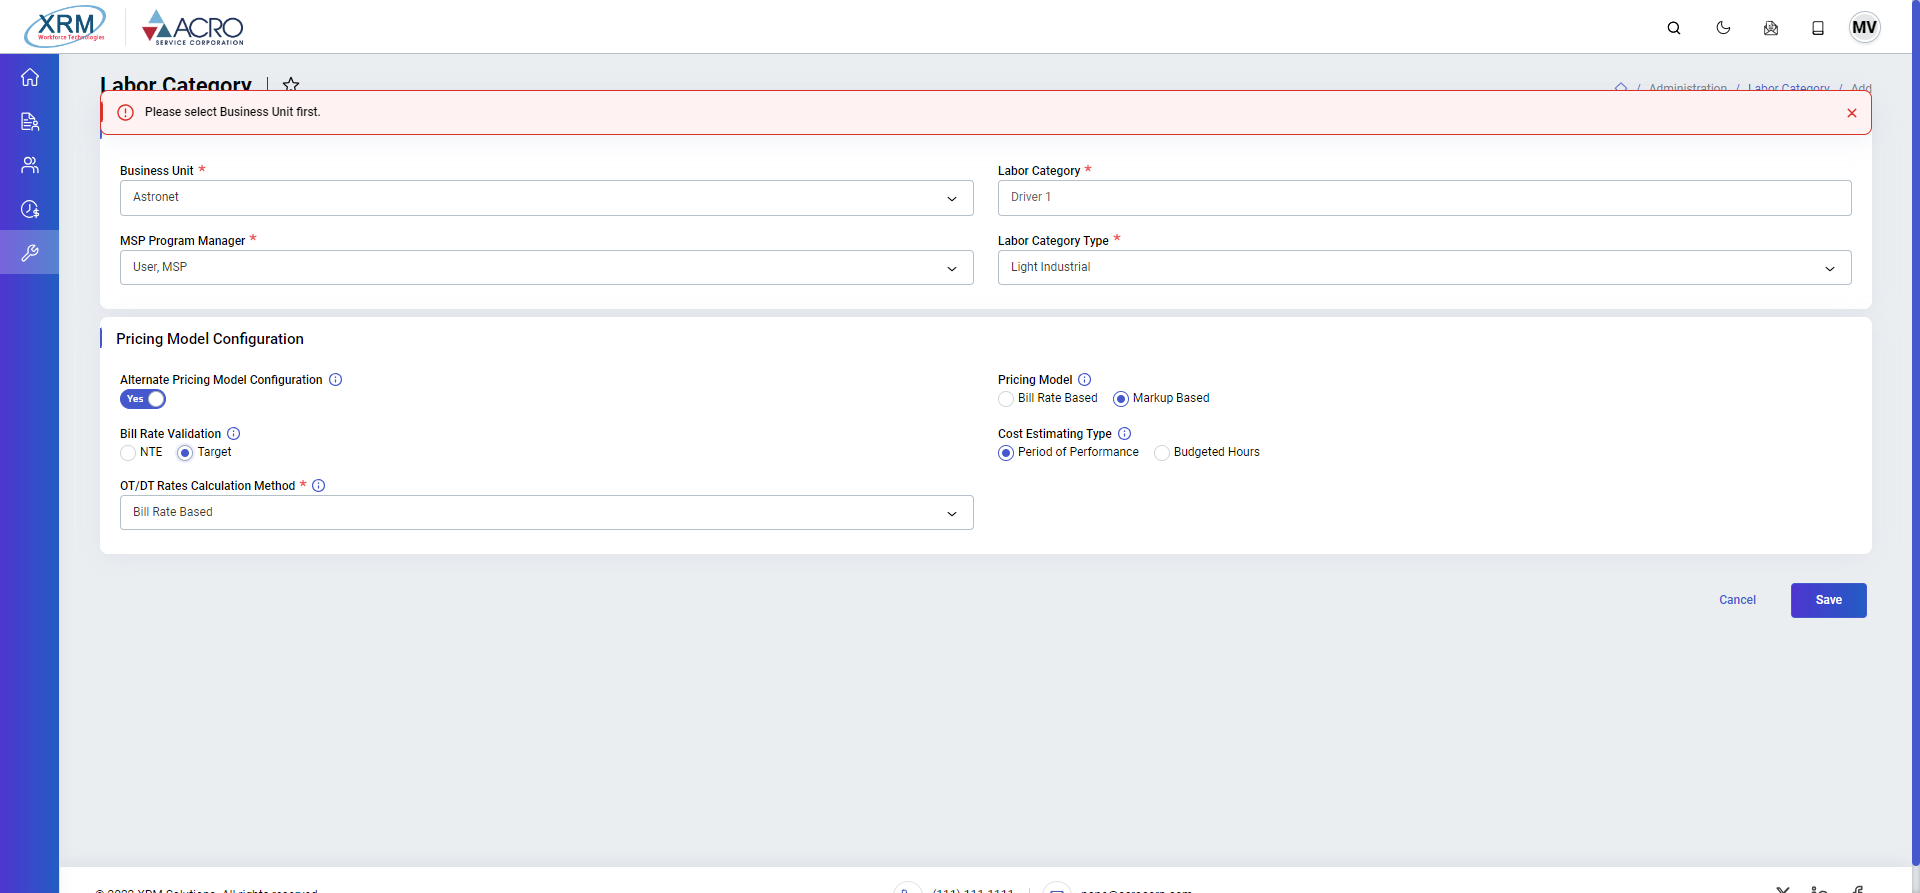 XRM
Workforce Technologies
ACRO
SERVICE CORPORATION
MV
Labor Category
/ Administration / Labor Category / Add
Please select Business Unit first.
Business Unit *
Astronet
Labor Category *
Driver 1
MSP Program Manager *
User, MSP
Labor Category Type *
Light Industrial
Pricing Model Configuration
Alternate Pricing Model Configuration
Yes
Pricing Model
Bill Rate Based
Markup Based
Bill Rate Validation
NTE
Target
Cost Estimating Type
Period of Performance
Budgeted Hours
OT/DT Rates Calculation Method *
Bill Rate Based
Cancel
Save
XRM Solutions. All rights reserved
(111) 111 1111